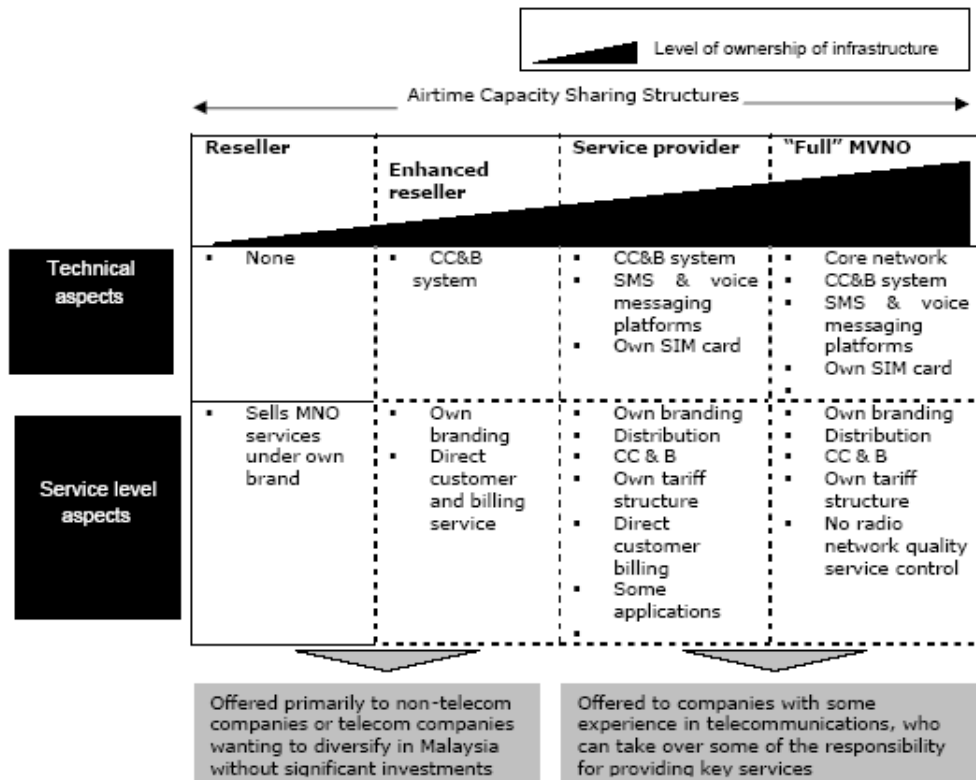 Level of ownership of infrastructure
Airtime Capacity Sharing Structures
Reseller
Enhanced
reseller
Service provider
“Full” MVNO
Technical
aspects
▪ None
▪ CC&B
system
▪ CC&B system
▪ SMS & voice
messaging
platforms
▪ Own SIM card
▪ Core network
▪ CC&B system
▪ SMS & voice
messaging
platforms
▪ Own SIM card
▪
Service level
aspects
▪ Sells MNO
services
under own
brand
▪ Own
branding
▪ Direct
customer
and billing
service
▪ Own branding
▪ Distribution
▪ CC & B
▪ Own tariff
structure
▪ Direct
customer
billing
▪ Some
applications
▪
▪ Own branding
▪ Distribution
▪ CC & B
▪ Own tariff
structure
▪ No radio
network quality
service control
Offered primarily to non-telecom
companies or telecom companies
wanting to diversify in Malaysia
without significant investments
Offered to companies with some
experience in telecommunications, who
can take over some of the responsibility
for providing key services